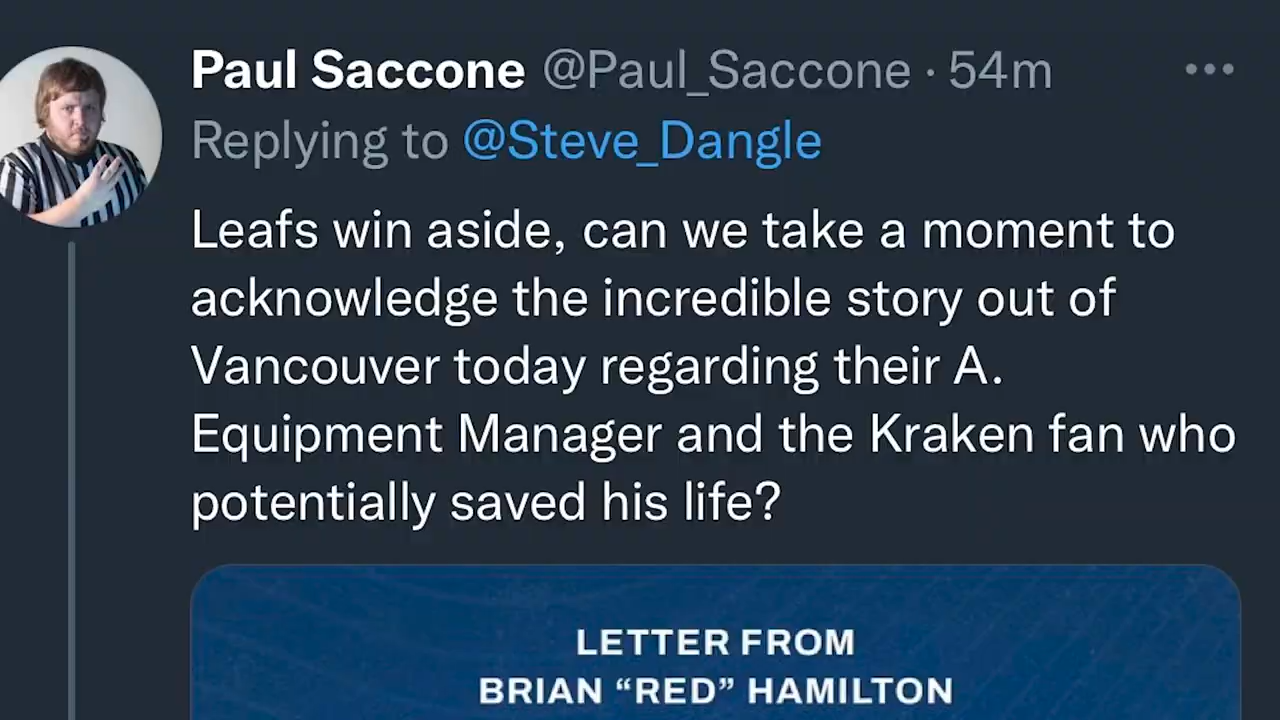 Paul Saccone @Paul_Saccone · 54m
Replying to @Steve_Dangle
Leafs win aside, can we take a moment to
acknowledge the incredible story out of
Vancouver today regarding their A.
Equipment Manager and the Kraken fan who
potentially saved his life?
LETTER FROM
BRIAN “RED” HAMILTON